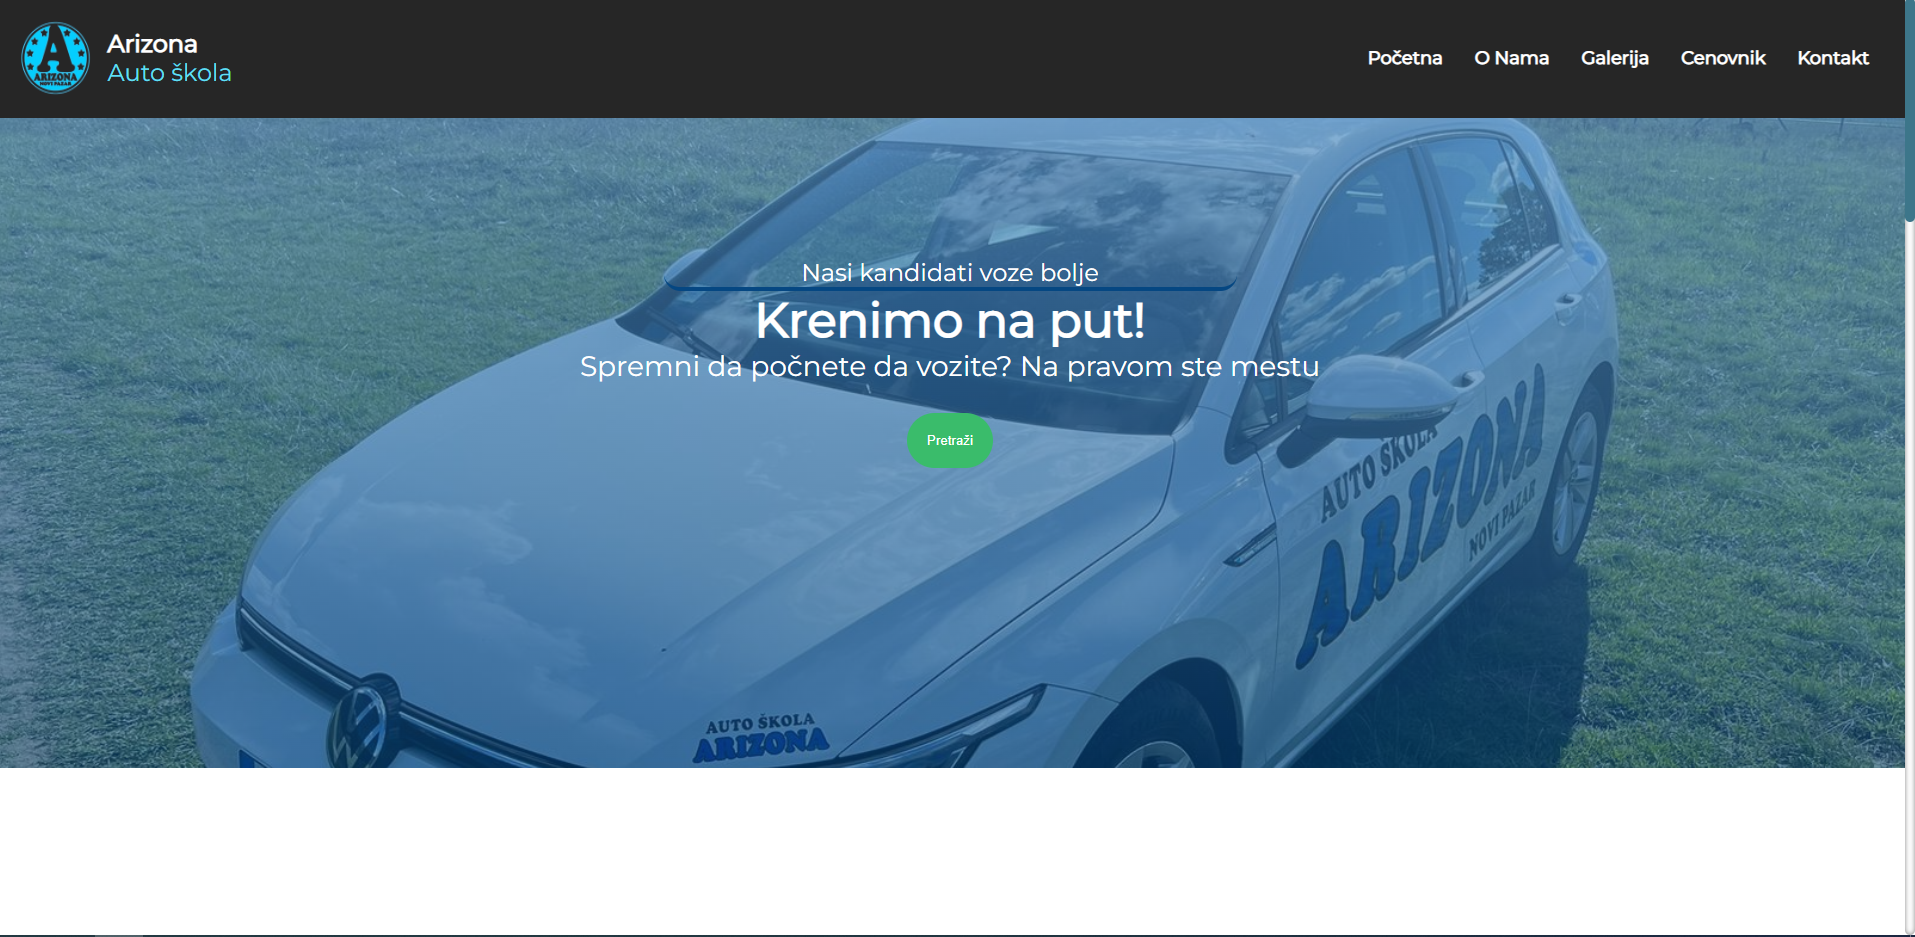 Arizona
Auto škola
A
ARIZONA
NOVI PAZAR
Početna
O Nama
Galerija
Cenovnik
Kontakt
Nasi kandidati voze bolje
Krenimo na put!
Spremni da počnete da vozite? Na pravom ste mestu
Pretraži
AUTO ŠKOLA
ARIZONA
NOVI PAZAR
AUTO ŠKOLA
ARIZONA